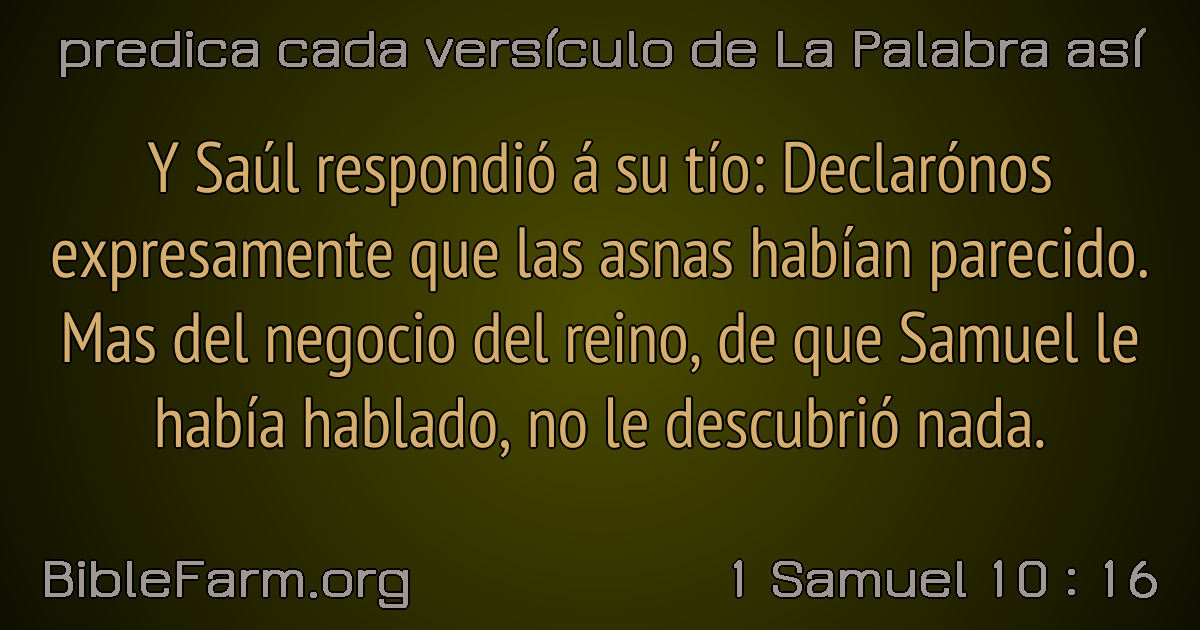 predica cada versículo de La Palabra así
Y Saúl respondió á su tío: Declarónos
expresamente que las asnas habían parecido.
Mas del negocio del reino, de que Samuel le
había hablado, no le descubrió nada.
BibleFarm.org
1 Samuel 10 : 16